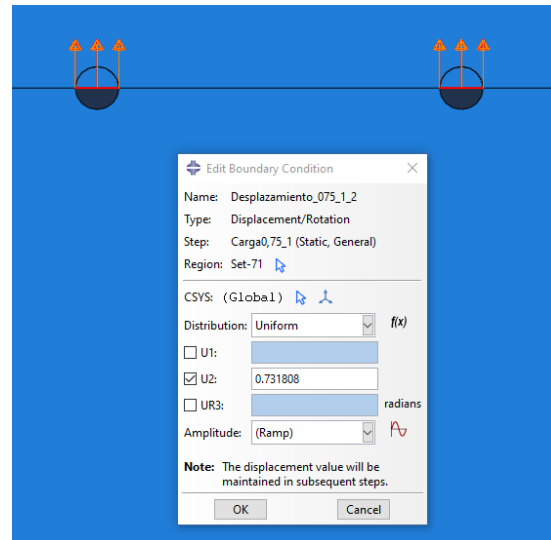 Edit Boundary Condition
Name: Desplazamiento_075_1_2
Type: Displacement/Rotation
Step: Carga0,75_1 (Static, General)
Region: Set-71
CSYS: (Global)
Distribution: Uniform f(x)
U1:
U2: 0.731808
UR3: radians
Amplitude: (Ramp)
Note: The displacement value will be
maintained in subsequent steps.
OK Cancel